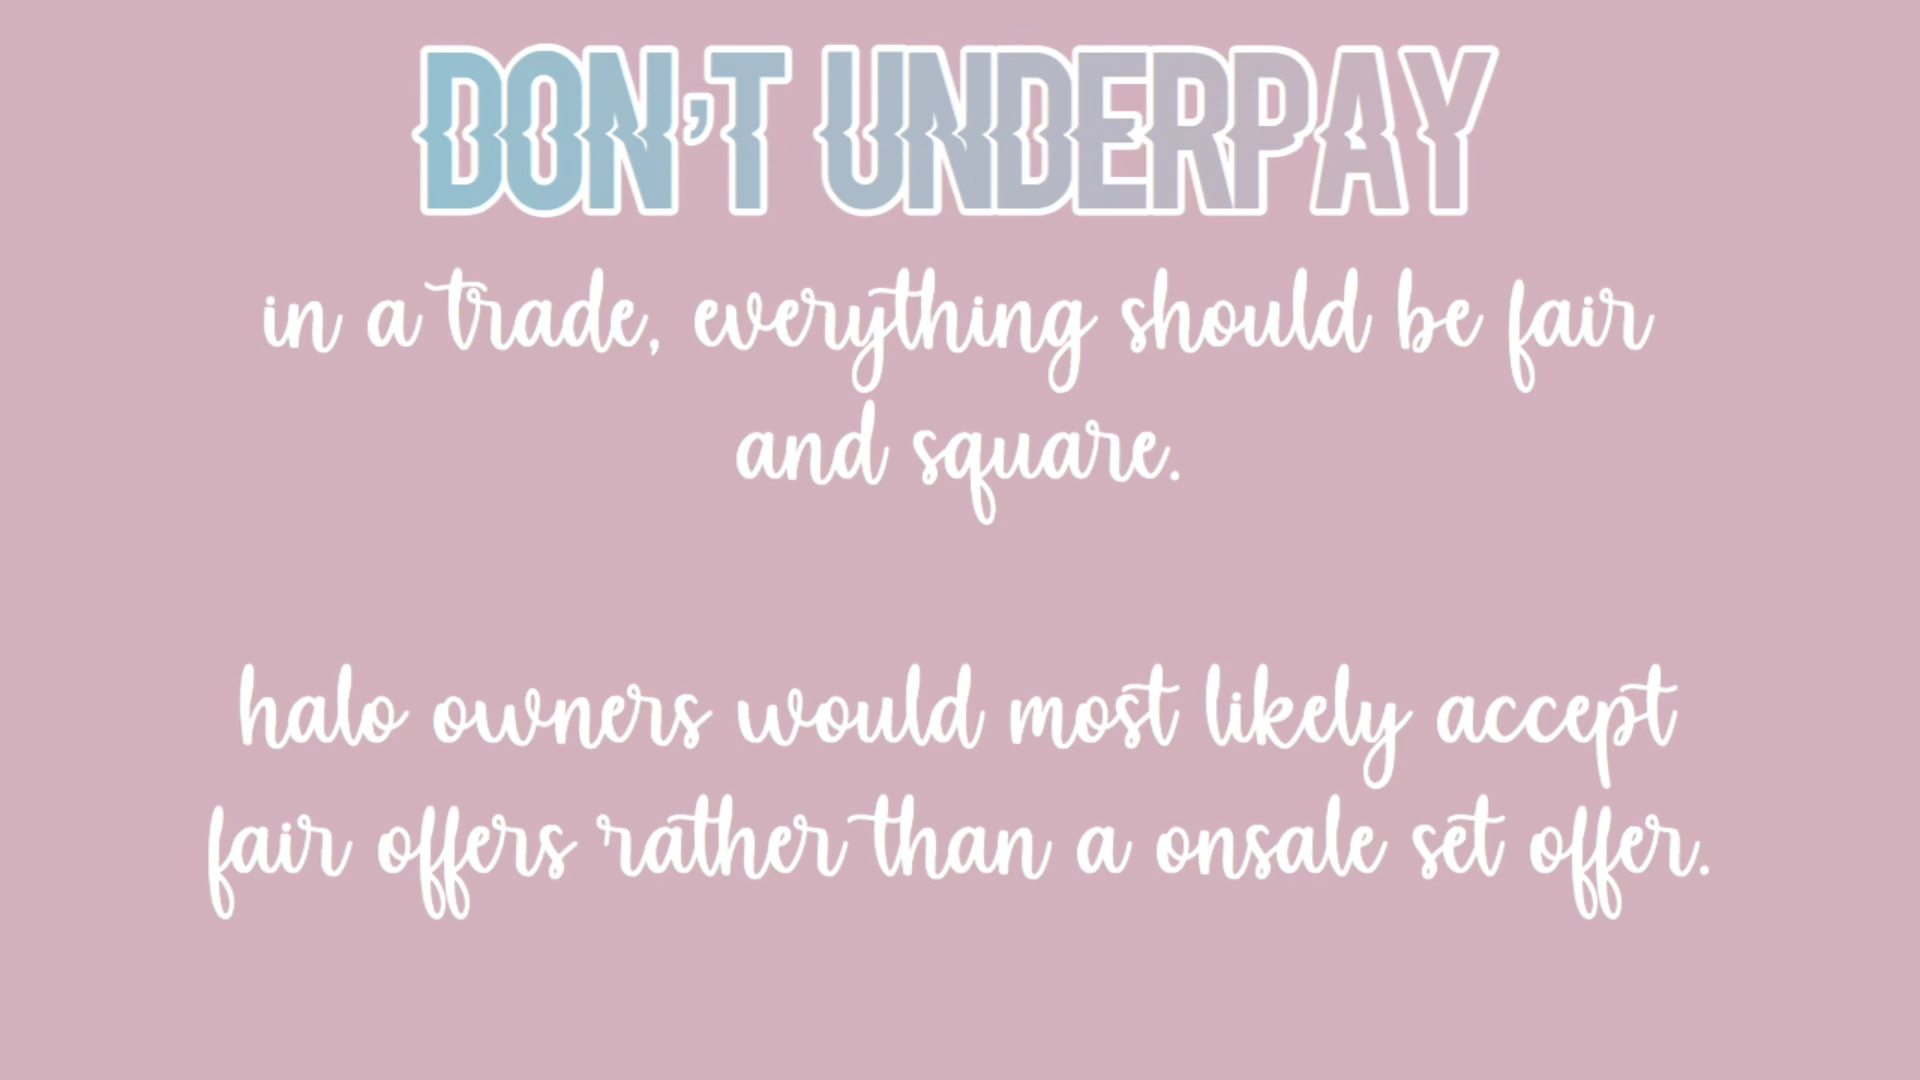 DON'T UNDERPAY
in a trade, everything should be fair
and square.
halo owners would most likely accept
fair offers rather than a onsale set offer.